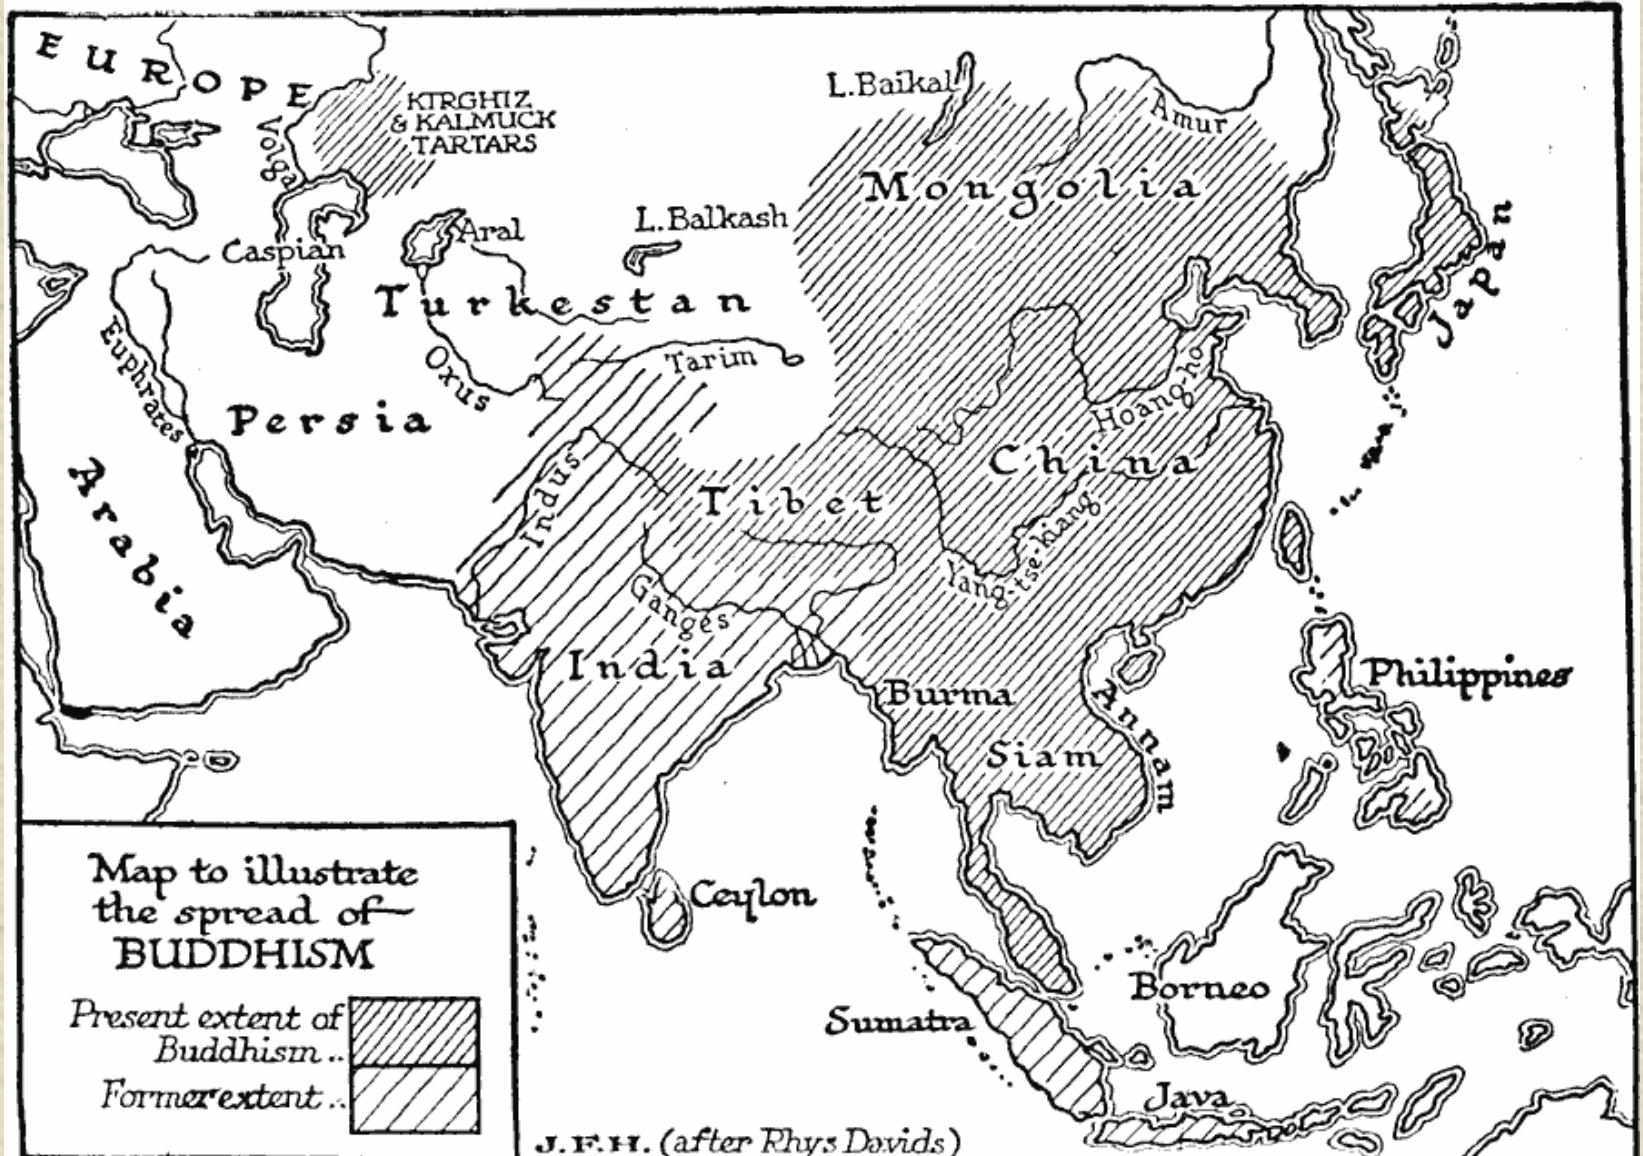 EUROPE
KIRGHIZ
& KALMUCK
TARTARS
L. Baikal
Amur
Volga
Mongolia
L. Balkash
Aral
Caspian
Turkestan
Japan
Euphrates
Oxus
Tarim
Hoang-ho
Persia
China
Indus
Tibet
Arabia
Yang-tse-kiang
Ganges
India
Philippines
Burma
Annam
Siam
Ceylon
Borneo
Sumatra
Java
Map to illustrate
the spread of
BUDDHISM
Present extent of
Buddhism..
Former extent..
J.F.H. (after Rhys Davids)